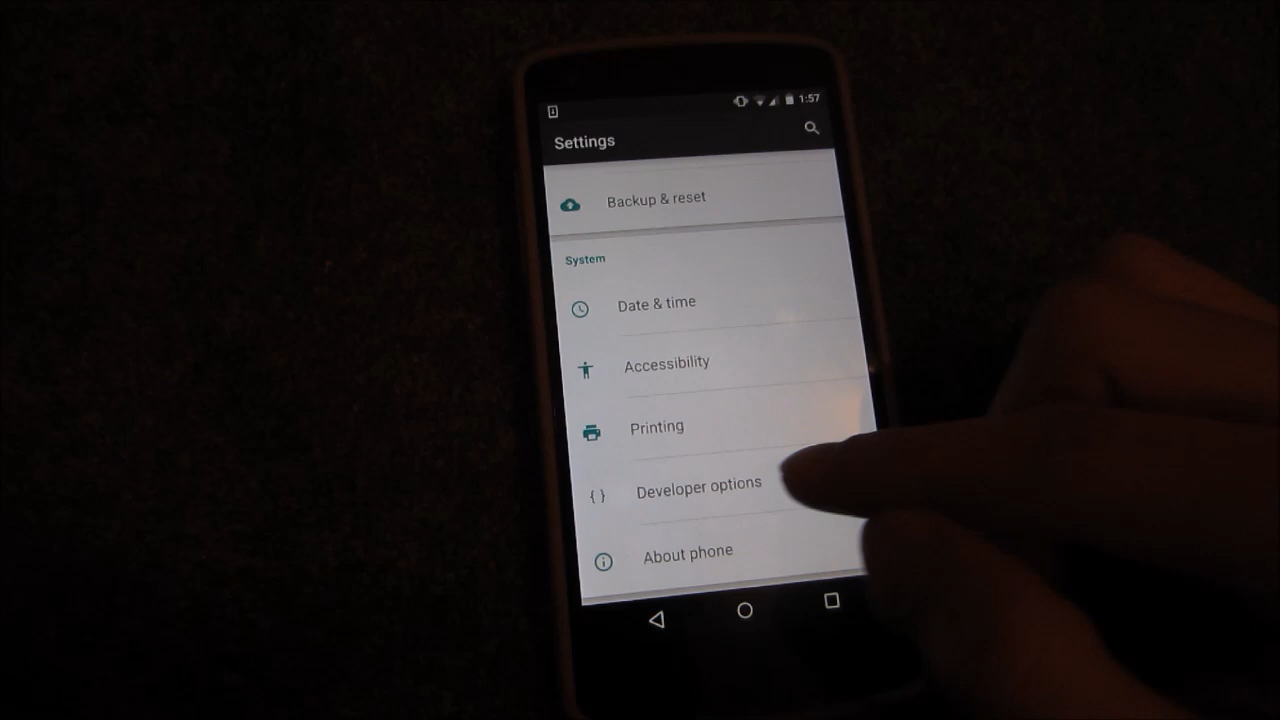 1:57
Settings
Backup & reset
System
Date & time
Accessibility
Printing
{ } Developer options
About phone